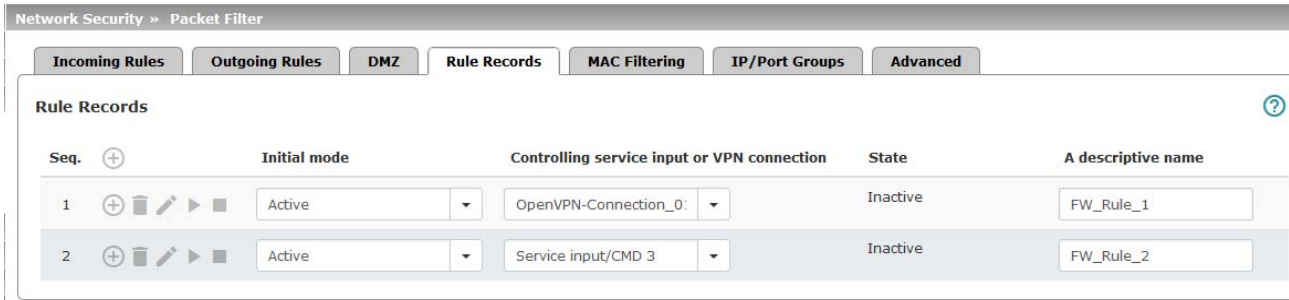 Network Security » Packet Filter
Incoming Rules Outgoing Rules DMZ Rule Records MAC Filtering IP/Port Groups Advanced
Rule Records ?
Seq. Initial mode Controlling service input or VPN connection State A descriptive name
1 Active OpenVPN-Connection_0 Inactive FW_Rule_1
2 Active Service input/CMD 3 Inactive FW_Rule_2